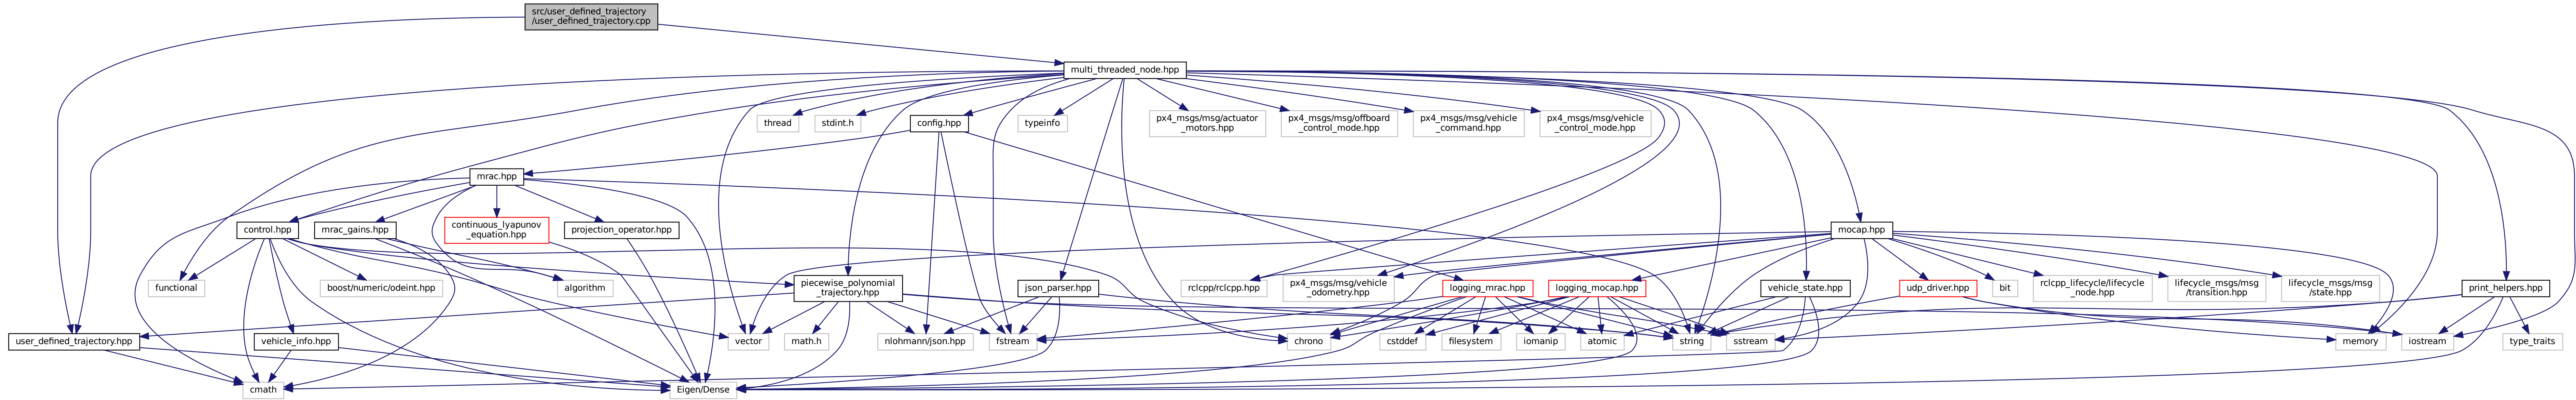 src/user_defined_trajectory
/user_defined_trajectory.cpp
multi_threaded_node.hpp
thread
stdint.h
config.hpp
typeinfo
px4_msgs/msg/actuator
_motors.hpp
px4_msgs/msg/offboard
_control_mode.hpp
px4_msgs/msg/vehicle
_command.hpp
px4_msgs/msg/vehicle
_control_mode.hpp
mrac.hpp
control.hpp
mrac_gains.hpp
continuous_lyapunov
_equation.hpp
projection_operator.hpp
mocap.hpp
functional
boost/numeric/odeint.hpp
algorithm
piecewise_polynomial
_trajectory.hpp
json_parser.hpp
rclcpp/rclcpp.hpp
px4_msgs/msg/vehicle
_odometry.hpp
logging_mrac.hpp
logging_mocap.hpp
vehicle_state.hpp
udp_driver.hpp
bit
rclcpp_lifecycle/lifecycle
_node.hpp
lifecycle_msgs/msg
/transition.hpp
lifecycle_msgs/msg
/state.hpp
print_helpers.hpp
user_defined_trajectory.hpp
vehicle_info.hpp
vector
math.h
nlohmann/json.hpp
fstream
chrono
cstddef
filesystem
iomanip
atomic
string
sstream
memory
iostream
type_traits
cmath
Eigen/Dense